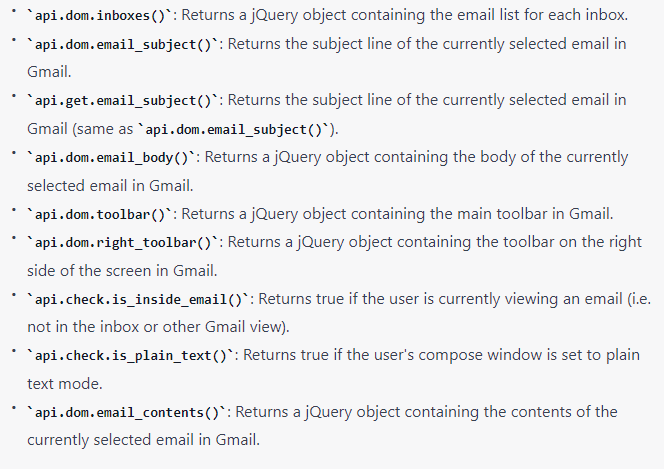 • `api.dom.inboxes()`: Returns a jQuery object containing the email list for each inbox.
• `api.dom.email_subject()`: Returns the subject line of the currently selected email in
Gmail.
• `api.get.email_subject()`: Returns the subject line of the currently selected email in
Gmail (same as `api.dom.email_subject()`).
• `api.dom.email_body()`: Returns a jQuery object containing the body of the currently
selected email in Gmail.
• `api.dom.toolbar()`: Returns a jQuery object containing the main toolbar in Gmail.
• `api.dom.right_toolbar()`: Returns a jQuery object containing the toolbar on the right
side of the screen in Gmail.
• `api.check.is_inside_email()`: Returns true if the user is currently viewing an email (i.e.
not in the inbox or other Gmail view).
• `api.check.is_plain_text()`: Returns true if the user's compose window is set to plain
text mode.
• `api.dom.email_contents()`: Returns a jQuery object containing the contents of the
currently selected email in Gmail.